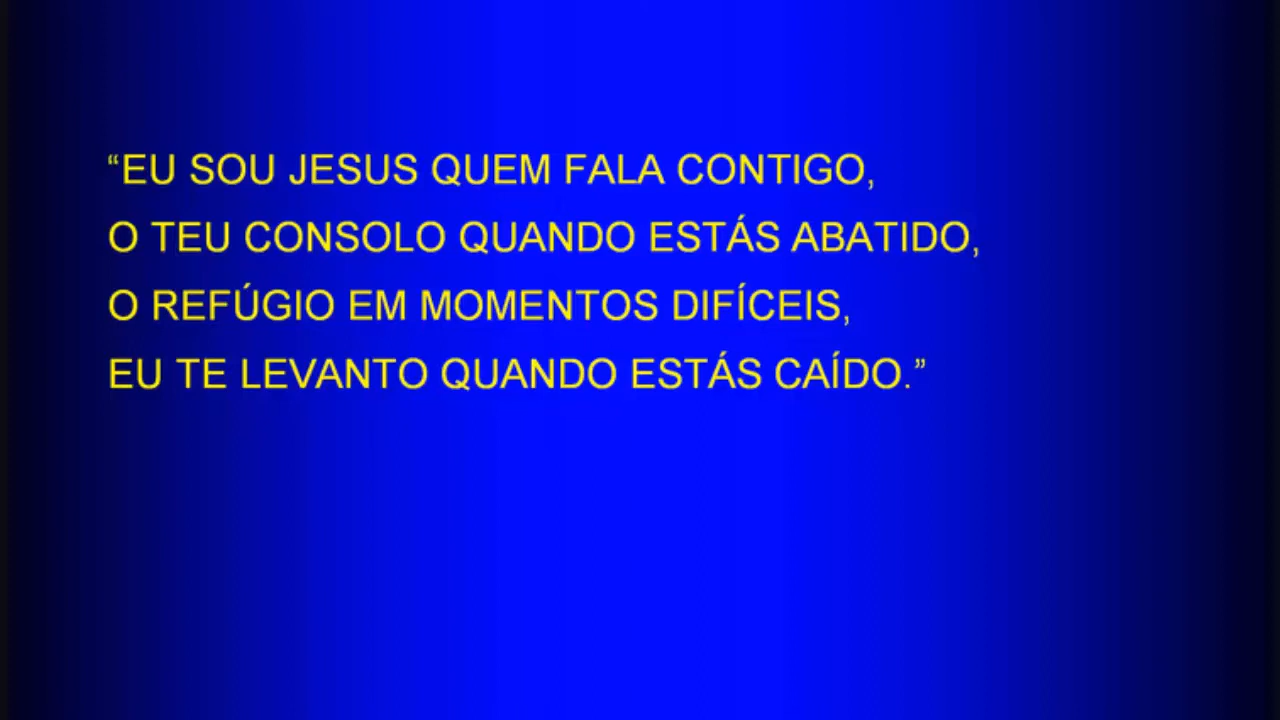 “EU SOU JESUS QUEM FALA CONTIGO,
O TEU CONSOLO QUANDO ESTÁS ABATIDO,
O REFÚGIO EM MOMENTOS DIFÍCEIS,
EU TE LEVANTO QUANDO ESTÁS CAÍDO.”